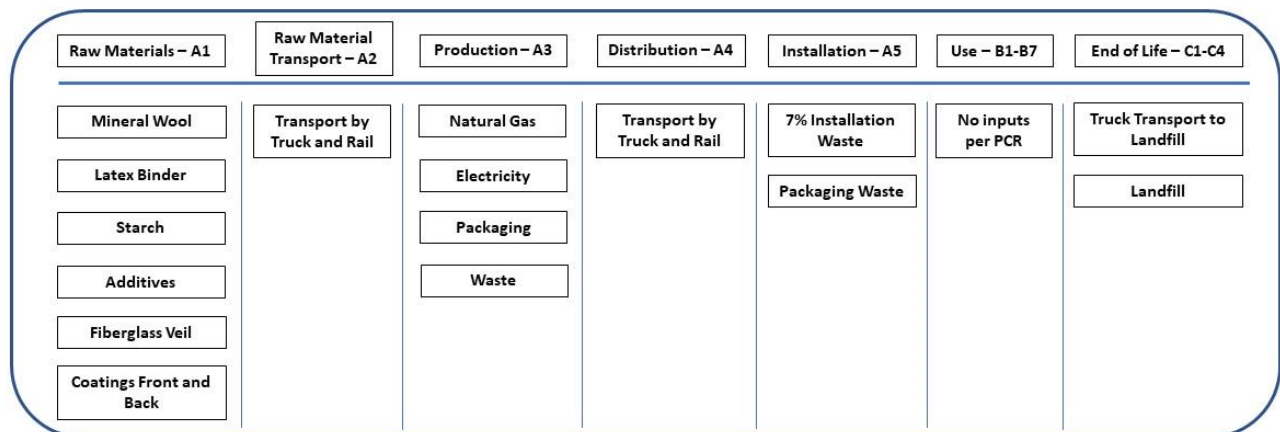 Raw Materials – A1
Raw Material
Transport – A2
Production – A3
Distribution – A4
Installation – A5
Use – B1-B7
End of Life – C1-C4
Mineral Wool
Latex Binder
Starch
Additives
Fiberglass Veil
Coatings Front and
Back
Transport by
Truck and Rail
Natural Gas
Electricity
Packaging
Waste
Transport by
Truck and Rail
7% Installation
Waste
Packaging Waste
No inputs
per PCR
Truck Transport to
Landfill
Landfill